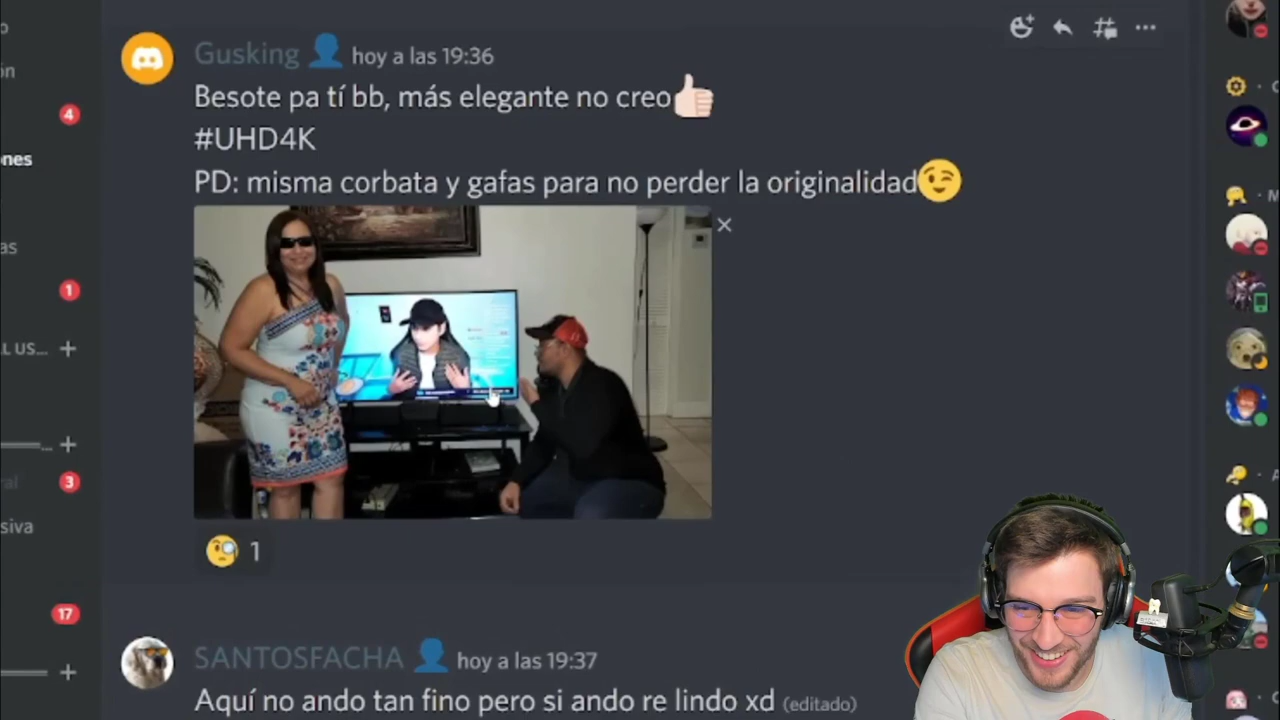 Gusking hoy a las 19:36
Besote pa tí bb, más elegante no creo
#UHD4K
PD: misma corbata y gafas para no perder la originalidad
1
SANTOSFACHA hoy a las 19:37
Aquí no ando tan fino pero si ando re lindo xd (editado)
4
ones
as
1
L US...
3
siva
17